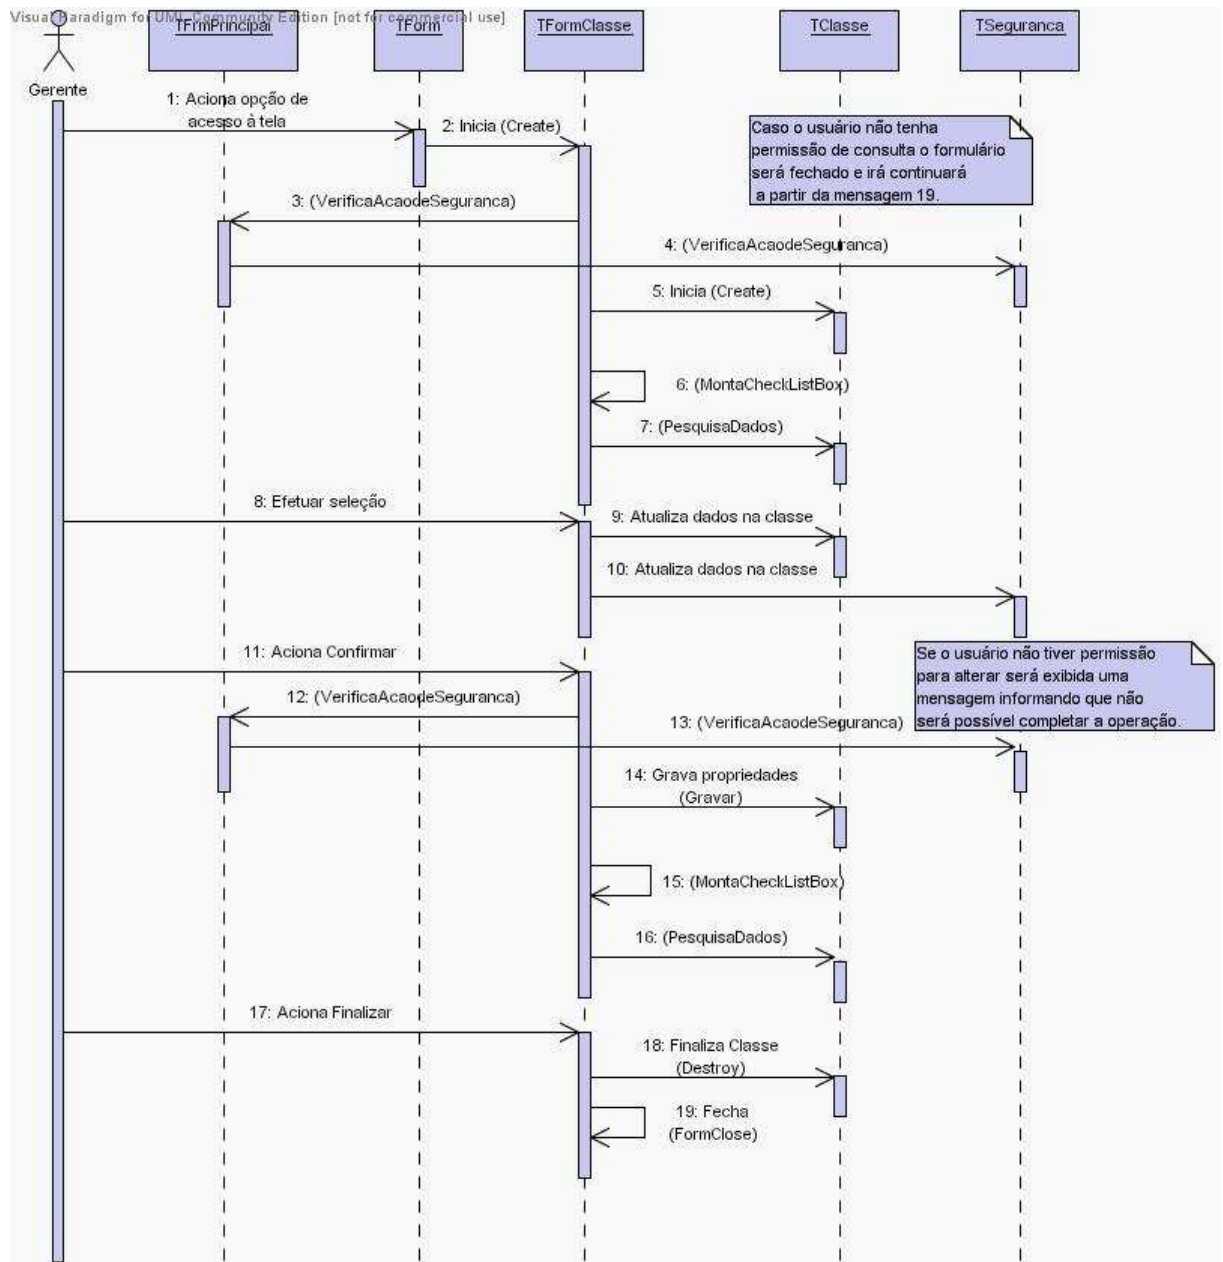 Visual Paradigm for UML Community Edition [not for commercial use]
TFrmPrincipal
TForm
TFormClasse
TClasse
TSeguranca
Gerente
1: Aciona opção de
acesso à tela
2: Inicia (Create)
Caso o usuário não tenha
permissão de consulta o formulário
será fechado e irá continuará
a partir da mensagem 19.
3: (VerificaAcaodeSeguranca)
4: (VerificaAcaodeSeguranca)
5: Inicia (Create)
6: (MontaCheckListBox)
7: (PesquisaDados)
8: Efetuar seleção
9: Atualiza dados na classe
10: Atualiza dados na classe
11: Aciona Confirmar
Se o usuário não tiver permissão
para alterar será exibida uma
mensagem informando que não
será possível completar a operação.
12: (VerificaAcaodeSeguranca)
13: (VerificaAcaodeSeguranca)
14: Grava propriedades
(Gravar)
15: (MontaCheckListBox)
16: (PesquisaDados)
17: Aciona Finalizar
18: Finaliza Classe
(Destroy)
19: Fecha
(FormClose)